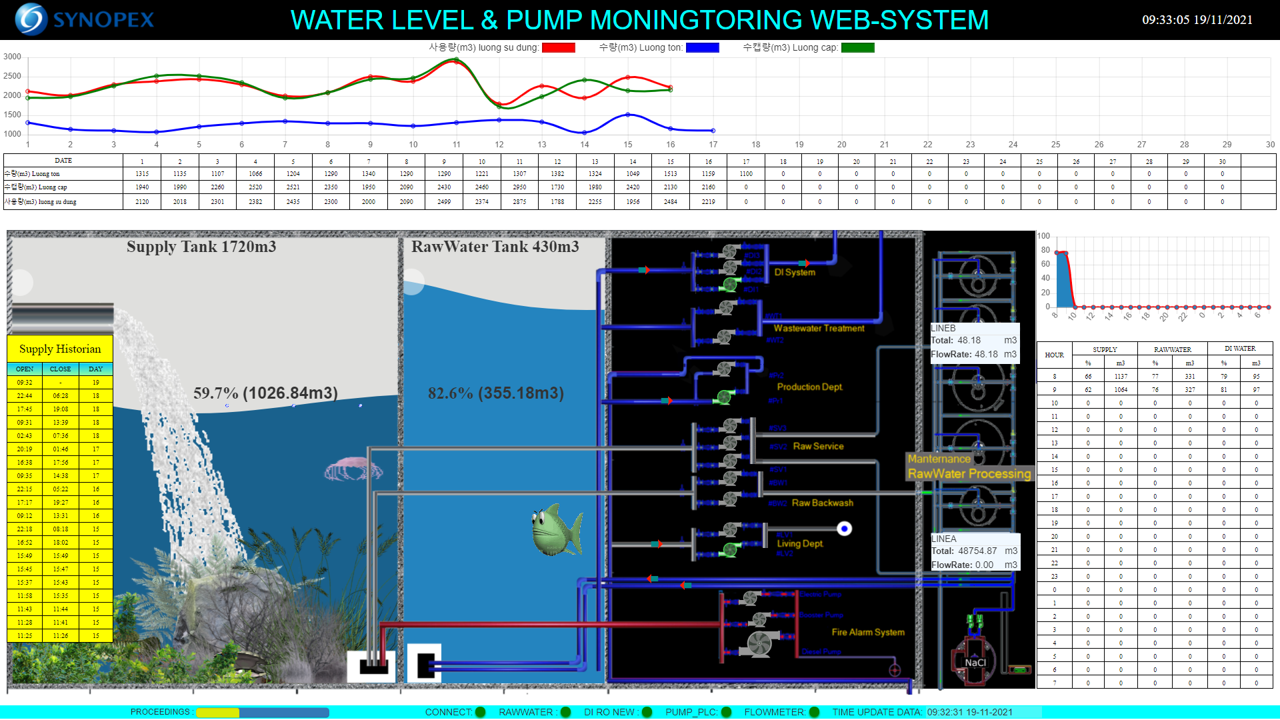 SYNOPEX
WATER LEVEL & PUMP MONINGTORING WEB-SYSTEM
09:33:05 19/11/2021
사용량(m3) luong su dung: 수량(m3) Luong ton: 수캡량(m3) Luong cap:
3000
2500
2000
1500
1000
1 2 3 4 5 6 7 8 9 10 11 12 13 14 15 16 17 18 19 20 21 22 23 24 25 26 27 28 29 30
DATE 1 2 3 4 5 6 7 8 9 10 11 12 13 14 15 16 17 18 19 20 21 22 23 24 25 26 27 28 29 30
수량(m3) Luong ton 1315 1135 1107 1066 1204 1290 1340 1290 1290 1221 1307 1382 1324 1049 1513 1159 1100 0 0 0 0 0 0 0 0 0 0 0 0 0
수캡량(m3) Luong cap 1940 1990 2260 2520 2521 2350 1950 2090 2430 2460 2950 1730 1980 2420 2130 2160 0 0 0 0 0 0 0 0 0 0 0 0 0 0
사용량(m3) luong su dung 2120 2018 2301 2382 2435 2300 2000 2090 2499 2374 2875 1788 2255 1956 2484 2219 0 0 0 0 0 0 0 0 0 0 0 0 0 0
Supply Tank 1720m3
RawWater Tank 430m3
59.7% (1026.84m3)
82.6% (355.18m3)
Supply Historian
OPEN CLOSE DAY
09:32 - 19
22:44 06:28 18
17:45 19:08 18
09:31 13:39 18
02:43 07:36 18
20:19 01:46 17
16:38 17:56 17
09:35 14:38 17
22:15 05:22 16
17:17 19:27 16
09:12 13:31 16
22:18 08:18 15
16:52 18:02 15
15:49 15:49 15
15:45 15:47 15
15:37 15:43 15
11:58 15:35 15
11:43 11:44 15
11:28 11:41 15
11:25 11:26 15
DI System
Wastewater Treatment
Production Dept.
Raw Service
Raw Backwash
Living Dept.
Fire Alarm System
Electric Pump
Diesel Pump
LINEB
Total: 48.18 m3
FlowRate: 48.18 m3
Manternance
RawWater Processing
LINEA
Total: 48754.87 m3
FlowRate: 0.00 m3
NaCl
100
80
60
40
20
0
8 10 12 14 16 18 20 22 0 2 4 6
HOUR SUPPLY RAWWATER DI WATER
% m3 % m3 % m3
8 66 1137 77 331 79 95
9 62 1064 76 327 81 97
10 0 0 0 0 0 0
11 0 0 0 0 0 0
12 0 0 0 0 0 0
13 0 0 0 0 0 0
14 0 0 0 0 0 0
15 0 0 0 0 0 0
16 0 0 0 0 0 0
17 0 0 0 0 0 0
18 0 0 0 0 0 0
19 0 0 0 0 0 0
20 0 0 0 0 0 0
21 0 0 0 0 0 0
22 0 0 0 0 0 0
23 0 0 0 0 0 0
0 0 0 0 0 0 0
1 0 0 0 0 0 0
2 0 0 0 0 0 0
3 0 0 0 0 0 0
4 0 0 0 0 0 0
5 0 0 0 0 0 0
6 0 0 0 0 0 0
7 0 0 0 0 0 0
PROCEEDINGS : CONNECT: RAWWATER : DI RO NEW : PUMP_PLC: FLOWMETER: TIME UPDATE DATA: 09:32:31 19-11-2021